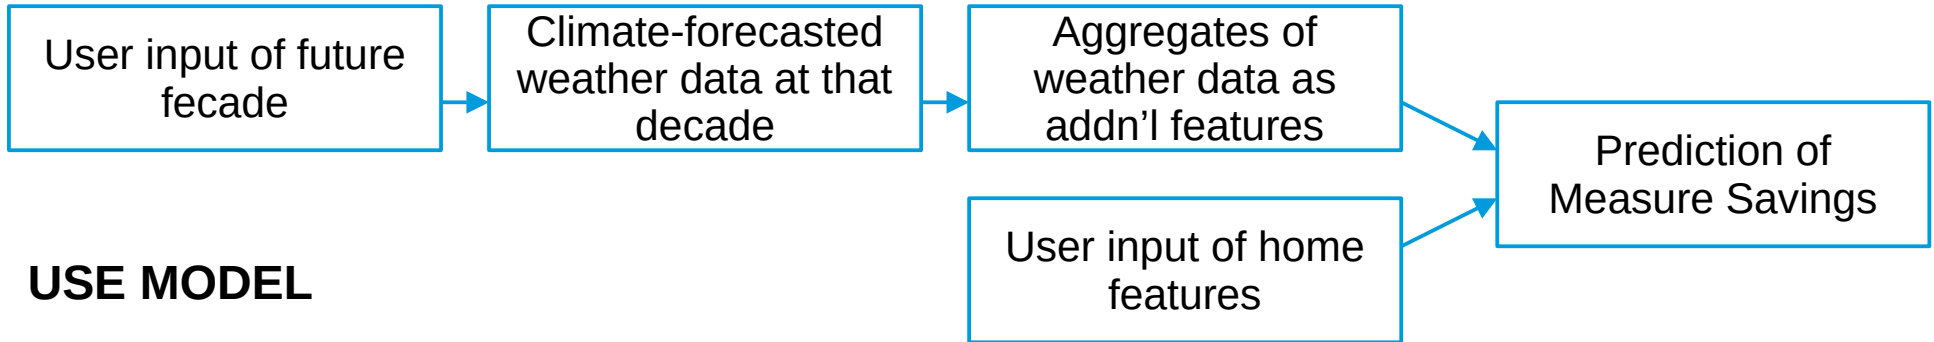 User input of future
fecade
Climate-forecasted
weather data at that
decade
Aggregates of
weather data as
addn’l features
Prediction of
Measure Savings
User input of home
features
USE MODEL